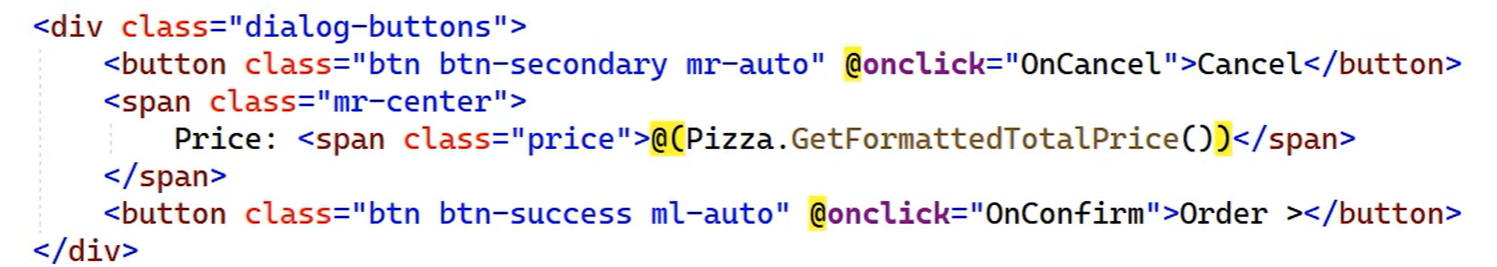 <div class="dialog-buttons">
<button class="btn btn-secondary mr-auto" @onclick="OnCancel">Cancel</button>
<span class="mr-center">
Price: <span class="price">@(Pizza.GetFormattedTotalPrice())</span>
</span>
<button class="btn btn-success ml-auto" @onclick="OnConfirm">Order ></button>
</div>